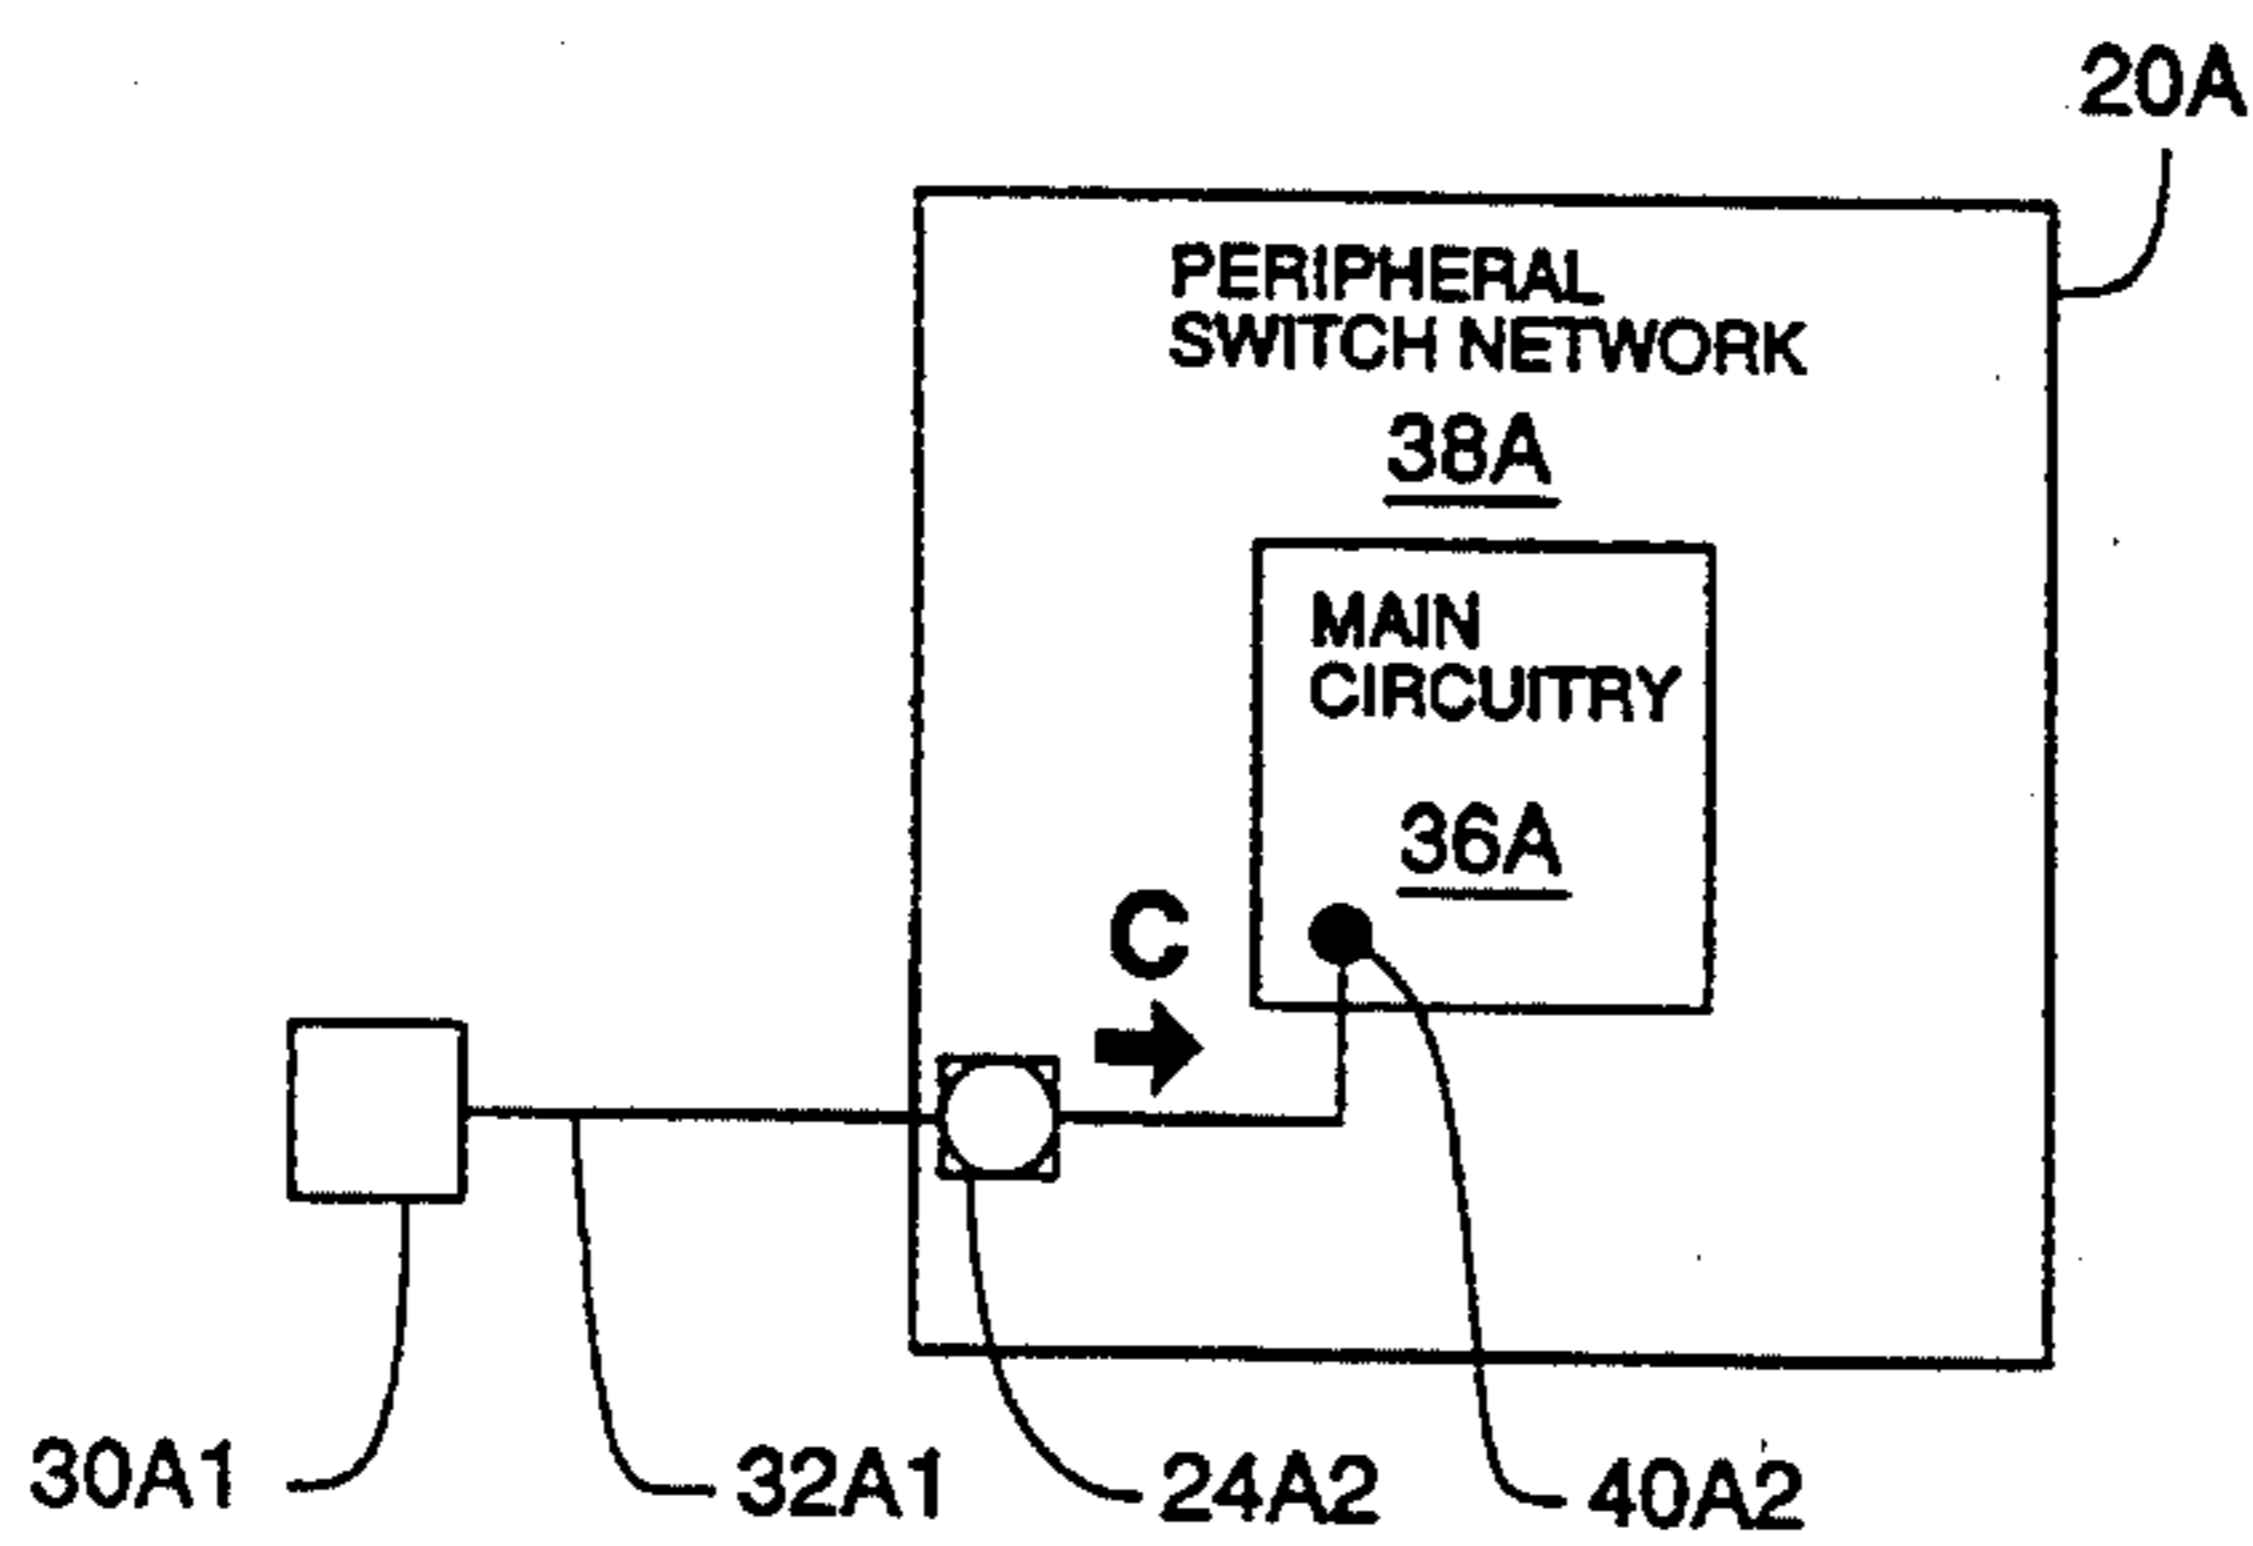 20A
PERIPHERAL
SWITCH NETWORK
38A
MAIN
CIRCUITRY
36A
C
30A1
32A1
24A2
40A2